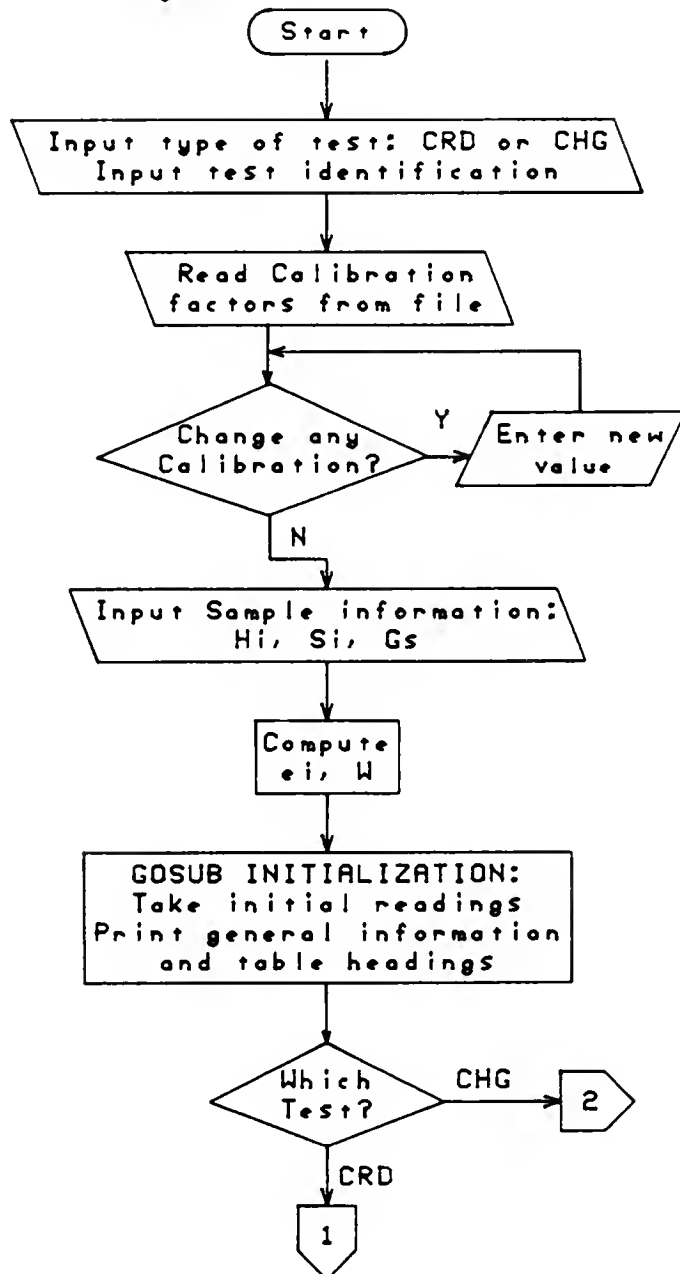 Start
Input type of test: CRD or CHG
Input test identification
Read Calibration
factors from file
Change any
Calibration?
Y
Enter new
value
N
Input Sample information:
Hi, Si, Gs
Compute
ei, W
GOSUB INITIALIZATION:
Take initial readings
Print general information
and table headings
Which
Test?
CHG
2
CRD
1